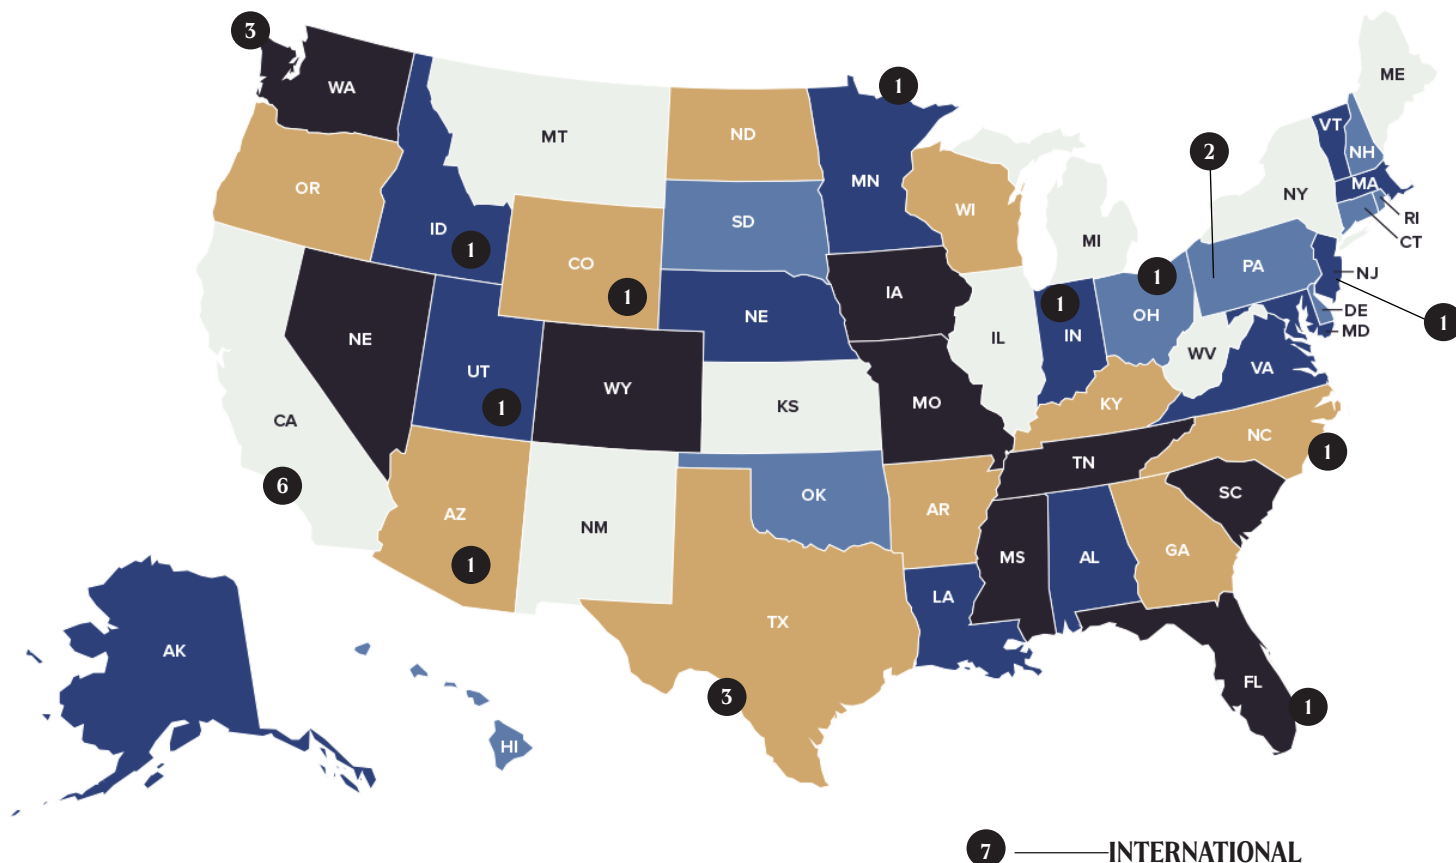 3
WA
MT
ND
1
MN
ME
VT
NH
2
OR
ID
1
SD
WI
MI
NY
MA
RI
CT
CO
1
NE
IA
1
OH
PA
NJ
DE
MD
1
NE
UT
1
WY
KS
MO
IL
1
IN
WV
VA
KY
CA
6
AZ
1
NM
OK
AR
TN
NC
1
SC
MS
AL
GA
LA
TX
3
FL
1
AK
HI
7 INTERNATIONAL